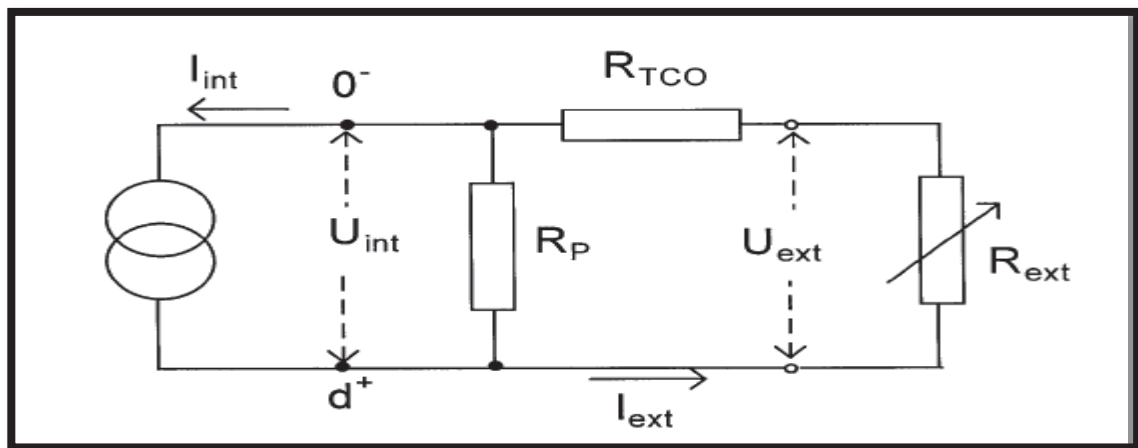 I_int
0⁻
R_TCO
U_int
R_P
U_ext
R_ext
d⁺
I_ext